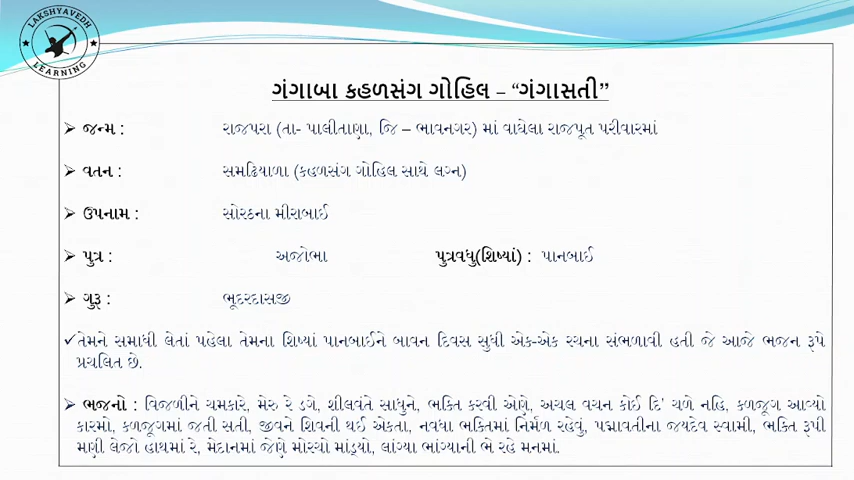 LAKSHYAVEDH
LEARNING
ગંગાબા કહળસંગ ગોહિલ – “ગંગાસતી”
➢ જન્મ : રાજપરા (તા- પાલીતાણા, જિ – ભાવનગર) માં વાઘેલા રાજપૂત પરીવારમાં
➢ વતન : સમઢિયાળા (કહળસંગ ગોહિલ સાથે લગ્ન)
➢ ઉપનામ : સોરઠના મીરાબાઈ
➢ પુત્ર : અજોભા પુત્રવધુ(શિષ્યાં) : પાનબાઈ
➢ ગુરૂ : ભૂદરદાસજી
✓તેમને સમાધી લેતાં પહેલા તેમના શિષ્યાં પાનબાઈને બાવન દિવસ સુધી એક-એક રચના સંભળાવી હતી જે આજે ભજન રૂપે
પ્રચલિત છે.
➢ ભજનો : વિજળીને ચમકારે, મેરુ રે ડગે, શીલવંતે સાધુને, ભક્તિ કરવી એણે, અચલ વચન કોઈ દિ' ચળે નહિ, કળજૂગ આવ્યો
કારમો, કળજૂગમાં જતી સતી, જીવને શિવની થઈ એકતા, નવધા ભક્તિમાં નિર્મળ રહેવું, પદ્માવતીના જયદેવ સ્વામી, ભક્તિ રૂપી
મણી લેજો હાથમાં રે, મેદાનમાં જેણે મોરચો માંડ્યો, લાંગ્યા ભાંગ્યાની ભે રહે મનમાં.